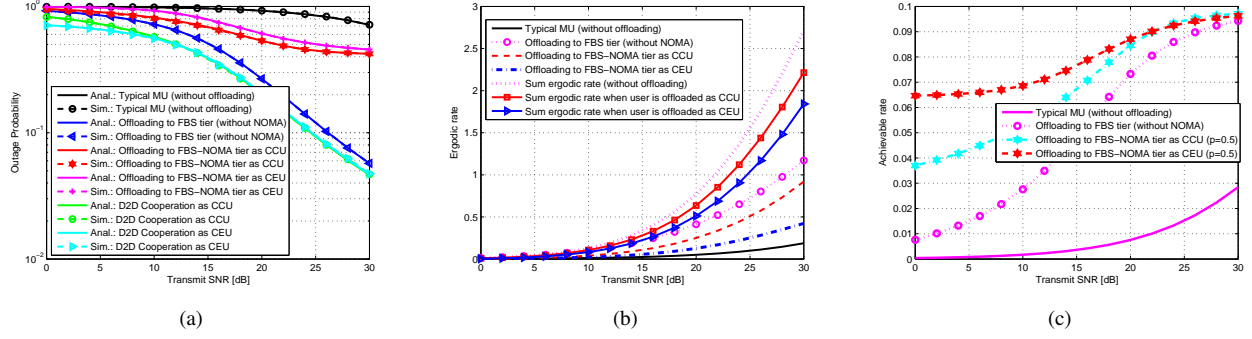 10^0
10^-1
10^-2
Outage Probability
Anal.: Typical MU (without offloading)
Sim.: Typical MU (without offloading)
Anal.: Offloading to FBS tier (without NOMA)
Sim.: Offloading to FBS tier (without NOMA)
Anal.: Offloading to FBS−NOMA tier as CCU
Sim.: Offloading to FBS−NOMA tier as CCU
Anal.: Offloading to FBS−NOMA tier as CEU
Sim.: Offloading to FBS−NOMA tier as CEU
Anal.: D2D Cooperation as CCU
Sim.: D2D Cooperation as CCU
Anal.: D2D Cooperation as CEU
Sim.: D2D Cooperation as CEU
0 5 10 15 20 25 30
Transmit SNR [dB]
(a)
3
2.5
2
1.5
1
0.5
0
Ergodic rate
Typical MU (without offloading)
Offloading to FBS tier (without NOMA)
Offloading to FBS−NOMA tier as CCU
Offloading to FBS−NOMA tier as CEU
Sum ergodic rate (without offloading)
Sum ergodic rate when user is offloaded as CCU
Sum ergodic rate when user is offloaded as CEU
0 5 10 15 20 25 30
Transmit SNR [dB]
(b)
0.1
0.09
0.08
0.07
0.06
0.05
0.04
0.03
0.02
0.01
0
Achievable rate
Typical MU (without offloading)
Offloading to FBS tier (without NOMA)
Offloading to FBS−NOMA tier as CCU (p=0.5)
Offloading to FBS−NOMA tier as CEU (p=0.5)
0 5 10 15 20 25 30
Transmit SNR [dB]
(c)